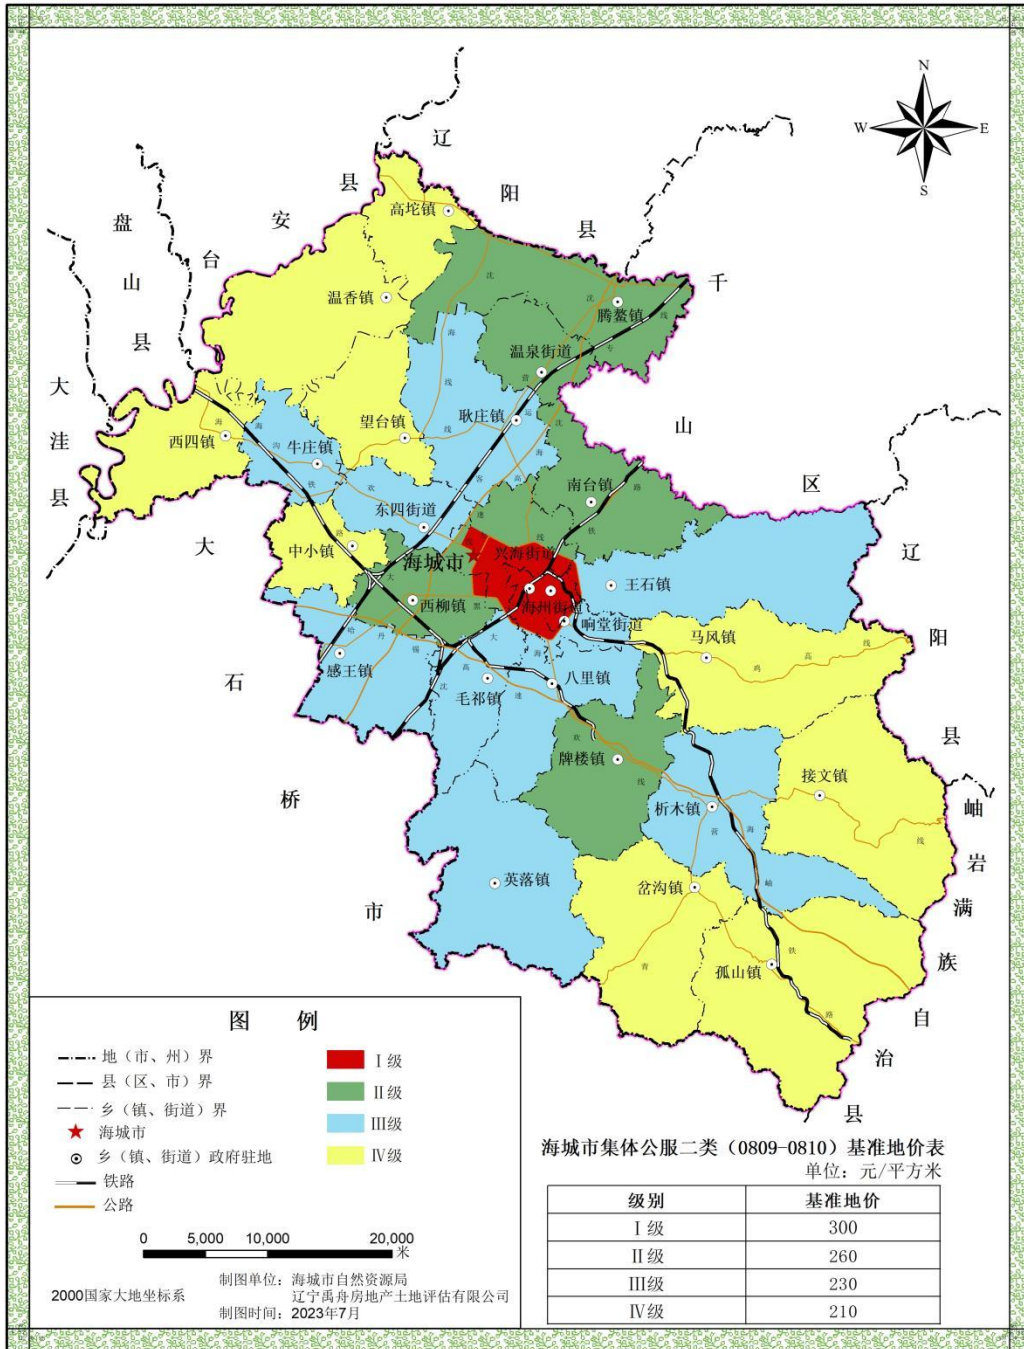 N
W
E
S
辽
阳
县
台
安
县
盘
山
县
大
洼
县
千
山
区
辽
阳
县
大
石
桥
市
岫
岩
满
族
自
治
县
高坨镇
温香镇
腾鳌镇
温泉街道
耿庄镇
望台镇
西四镇
牛庄镇
东四街道
南台镇
中小镇
海城市
兴海街道
西柳镇
海州街道
王石镇
响堂街道
马风镇
感王镇
毛祁镇
八里镇
牌楼镇
接文镇
析木镇
英落镇
岔沟镇
孤山镇
图 例
地（市、州）界
县（区、市）界
乡（镇、街道）界
海城市
乡（镇、街道）政府驻地
铁路
公路
Ⅰ级
Ⅱ级
Ⅲ级
Ⅳ级
0 5,000 10,000 20,000
米
2000国家大地坐标系
制图单位：海城市自然资源局
辽宁禹舟房地产土地评估有限公司
制图时间：2023年7月
海城市集体公服二类（0809-0810）基准地价表
单位：元/平方米
级别 基准地价
Ⅰ级 300
Ⅱ级 260
Ⅲ级 230
Ⅳ级 210